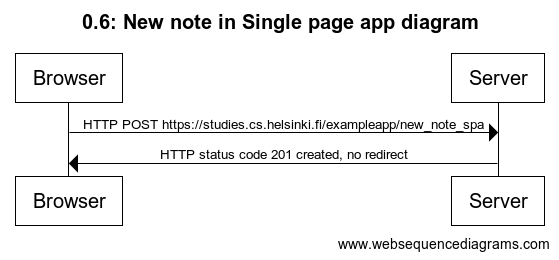 0.6: New note in Single page app diagram
Browser
Server
HTTP POST https://studies.cs.helsinki.fi/exampleapp/new_note_spa
HTTP status code 201 created, no redirect
Browser
Server
www.websequencediagrams.com